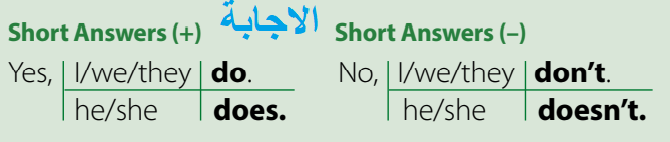 Short Answers (+) الاجابة Short Answers (–)
Yes, I/we/they do. No, I/we/they don’t.
he/she does. he/she doesn’t.